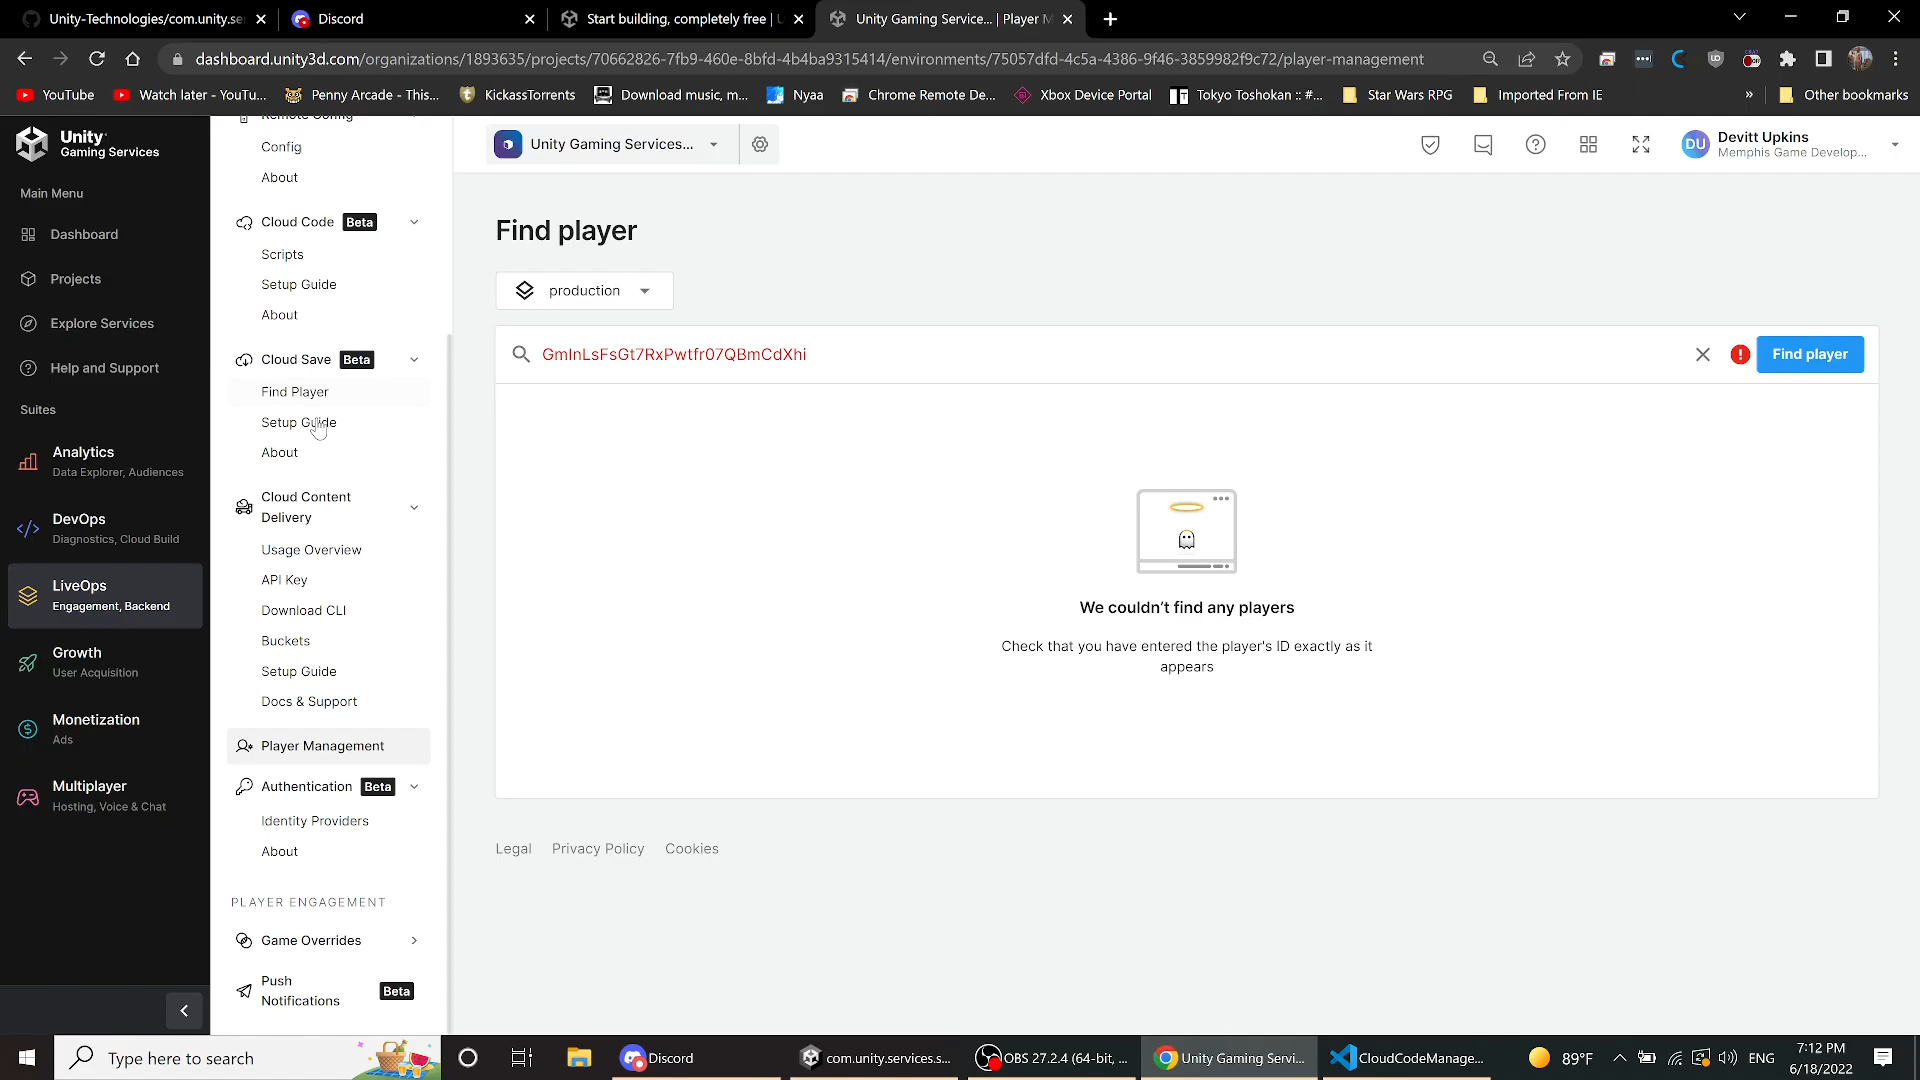 Unity-Technologies/com.unity.se
Discord
Start building, completely free | U
Unity Gaming Service... | Player M
dashboard.unity3d.com/organizations/1893635/projects/70662826-7fb9-460e-8bfd-4b4ba9315414/environments/75057dfd-4c5a-4386-9f46-3859982f9c72/player-management
YouTube
Watch later - YouTu...
Penny Arcade - This...
KickassTorrents
Download music, m...
Nyaa
Chrome Remote De...
Xbox Device Portal
Tokyo Toshokan :: #...
Star Wars RPG
Imported From IE
»
Other bookmarks
Unity
Gaming Services
Main Menu
Dashboard
Projects
Explore Services
Help and Support
Suites
Analytics
Data Explorer, Audiences
DevOps
Diagnostics, Cloud Build
LiveOps
Engagement, Backend
Growth
User Acquisition
Monetization
Ads
Multiplayer
Hosting, Voice & Chat
Remote Config
Config
About
Cloud Code Beta
Scripts
Setup Guide
About
Cloud Save Beta
Find Player
Setup Guide
About
Cloud Content
Delivery
Usage Overview
API Key
Download CLI
Buckets
Setup Guide
Docs & Support
Player Management
Authentication Beta
Identity Providers
About
PLAYER ENGAGEMENT
Game Overrides
Push
Notifications
Beta
Unity Gaming Services...
DU
Devitt Upkins
Memphis Game Develop...
Find player
production
GmInLsFsGt7RxPwtfr07QBmCdXhi
Find player
We couldn't find any players
Check that you have entered the player's ID exactly as it
appears
Legal
Privacy Policy
Cookies
Type here to search
Discord
com.unity.services.s...
OBS 27.2.4 (64-bit, ...
Unity Gaming Servi...
CloudCodeManage...
89°F
ENG
7:12 PM
6/18/2022